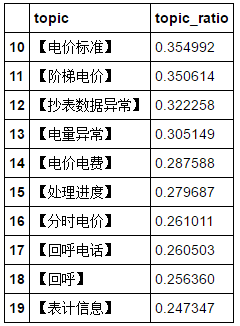 topic topic_ratio
10 【电价标准】 0.354992
11 【阶梯电价】 0.350614
12 【抄表数据异常】 0.322258
13 【电量异常】 0.305149
14 【电价电费】 0.287588
15 【处理进度】 0.279687
16 【分时电价】 0.261011
17 【回呼电话】 0.260503
18 【回呼】 0.256360
19 【表计信息】 0.247347